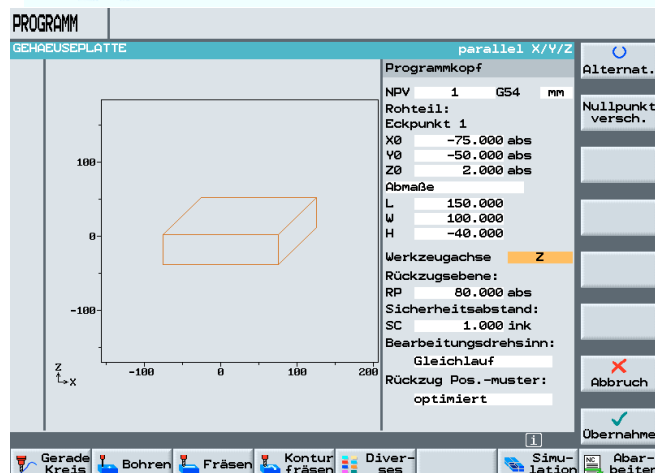 PROGRAMM
GEHAEUSEPLATTE parallel X/Y/Z
Programmkopf
NPV 1 G54 mm
Rohteil:
Eckpunkt 1
X0 -75.000 abs
Y0 -50.000 abs
Z0 2.000 abs
Abmaße
L 150.000
W 100.000
H -40.000
Werkzeugachse Z
Rückzugsebene:
RP 80.000 abs
Sicherheitsabstand:
SC 1.000 ink
Bearbeitungsdrehsinn:
Gleichlauf
Rückzug Pos.-muster:
optimiert
100
0
-100
Z
X
-100 0 100 200
Alternat.
Nullpunkt
versch.
Abbruch
Übernahme
i
Gerade
Kreis
Bohren
Fräsen
Kontur
fräsen
Diver-
ses
Simu-
lation
NC
Abar-
beiten